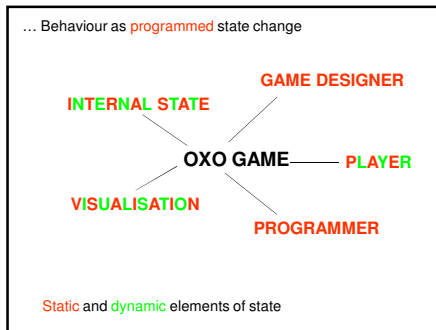 ... Behaviour as programmed state change
GAME DESIGNER
INTERNAL STATE
OXO GAME
PLAYER
VISUALISATION
PROGRAMMER
Static and dynamic elements of state